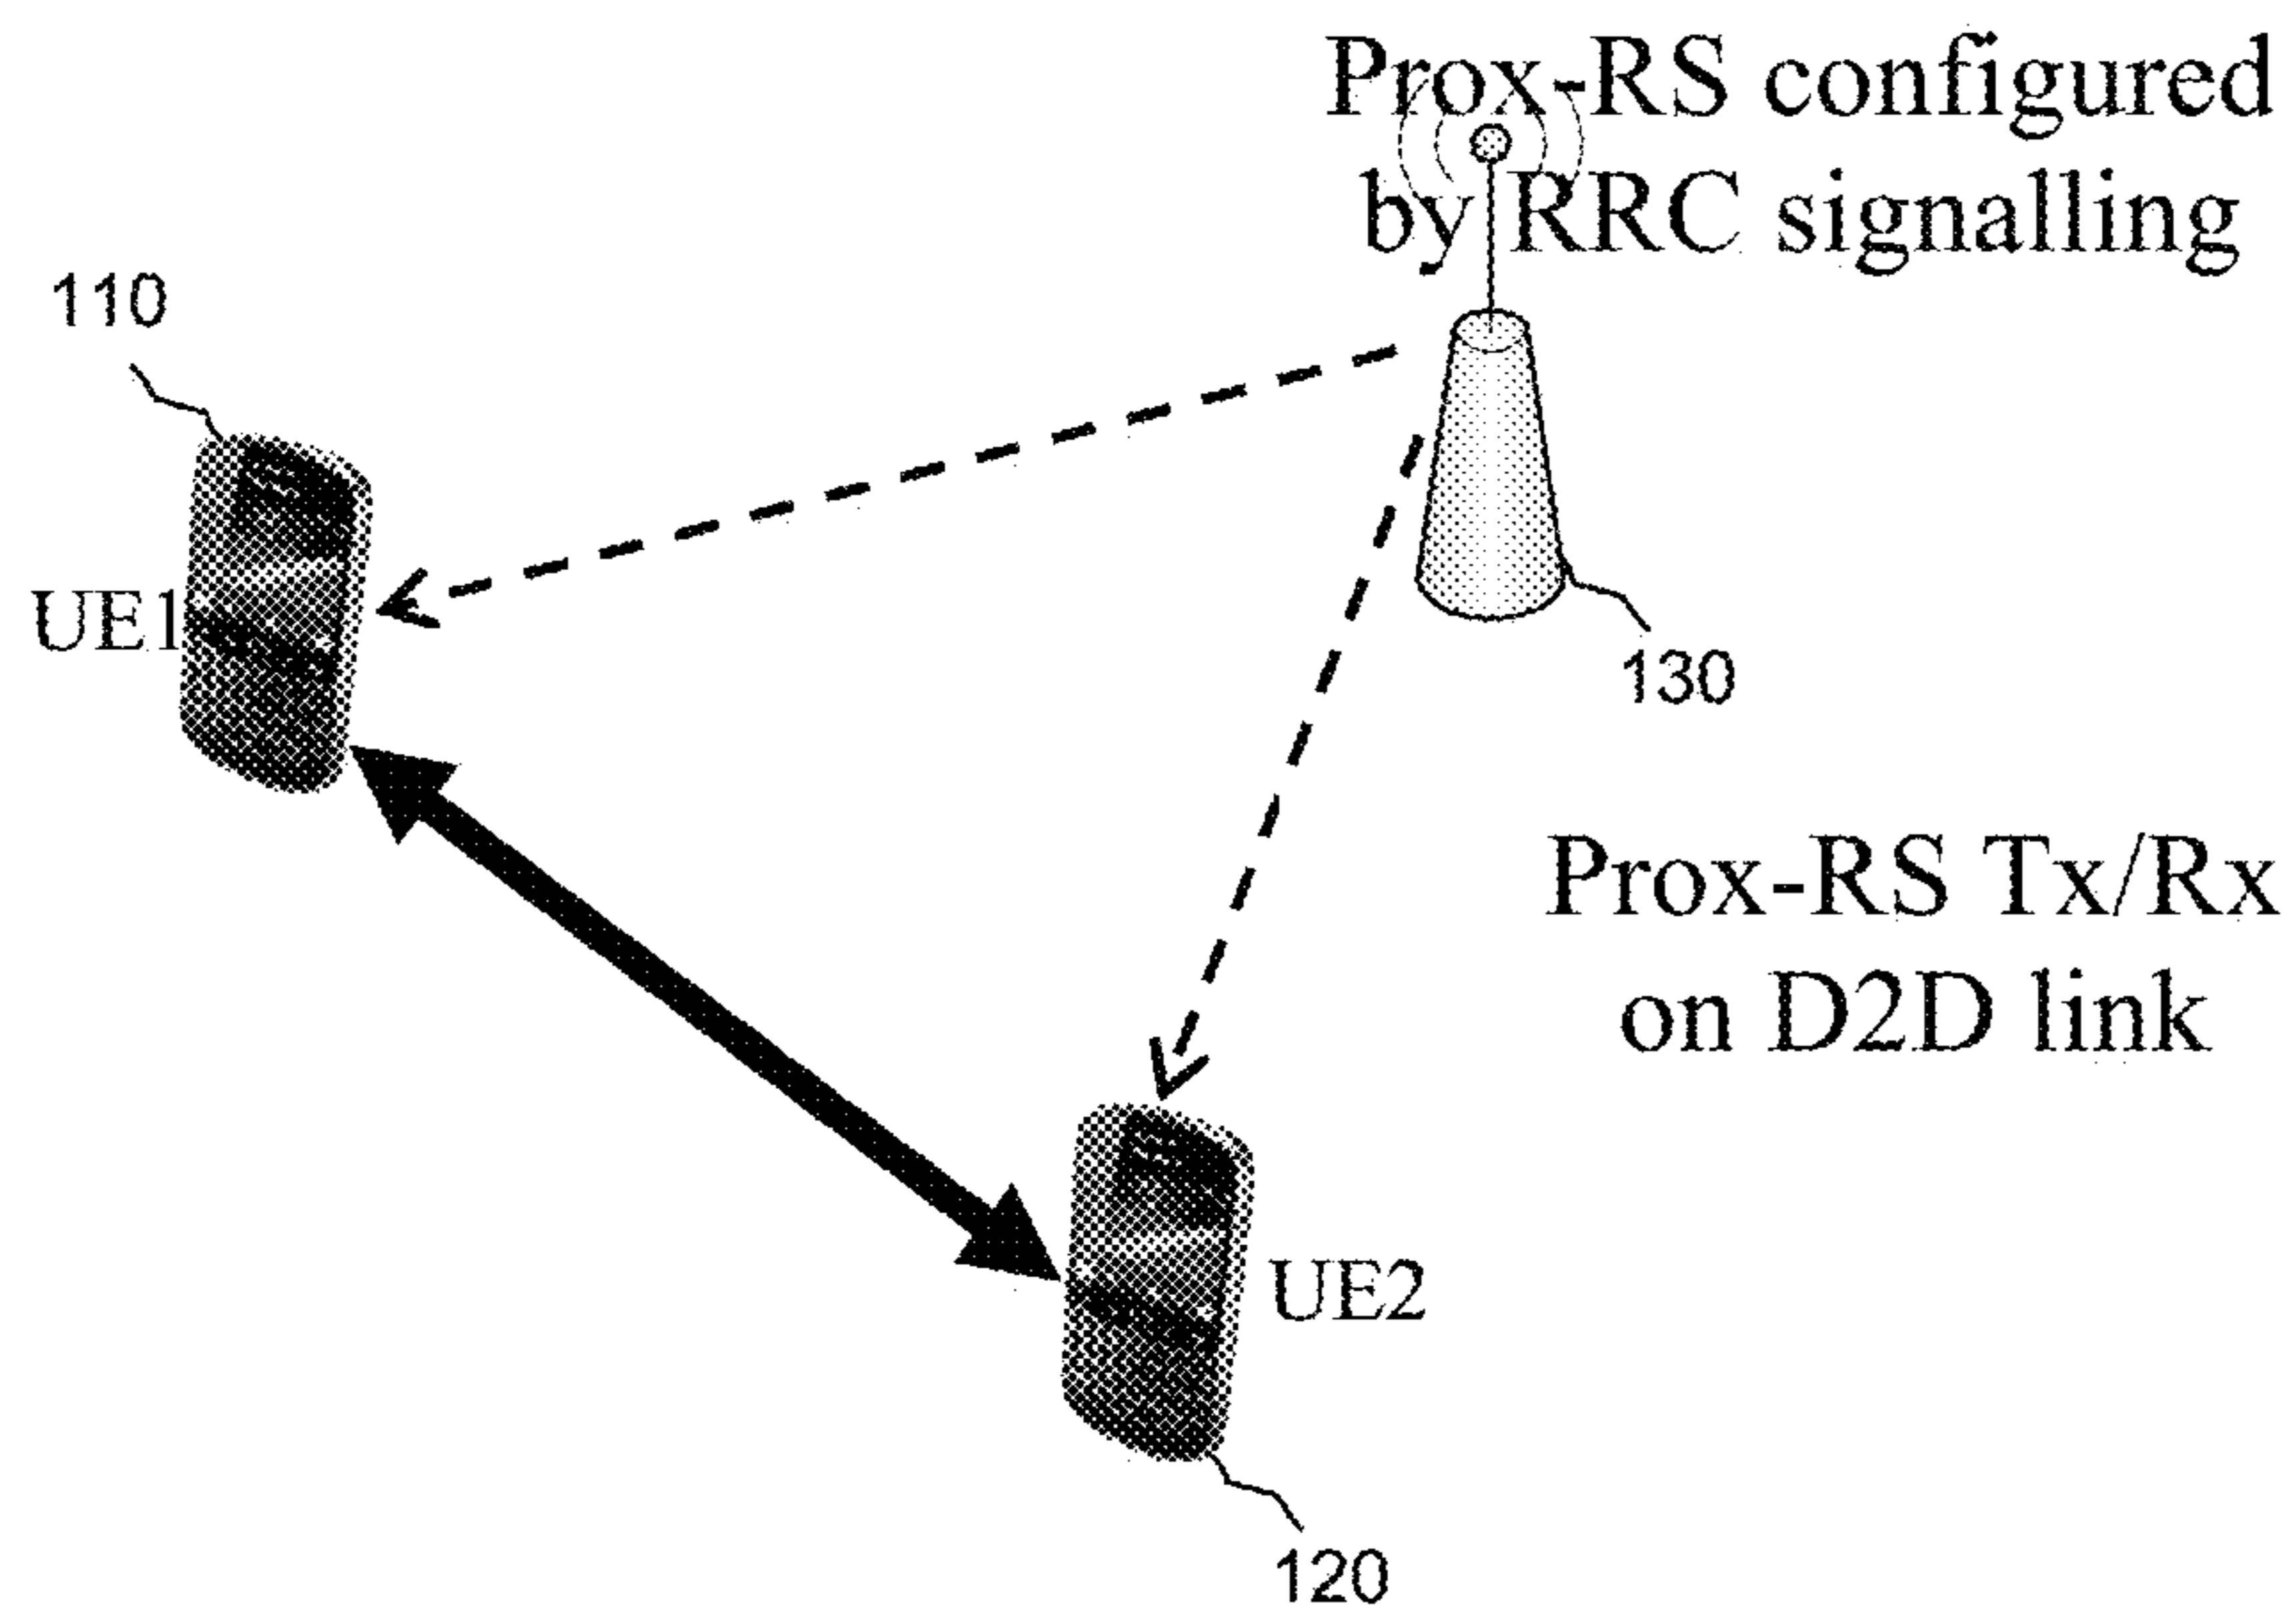 Prox-RS configured
by RRC signalling
110
UE1
130
Prox-RS Tx/Rx
on D2D link
UE2
120